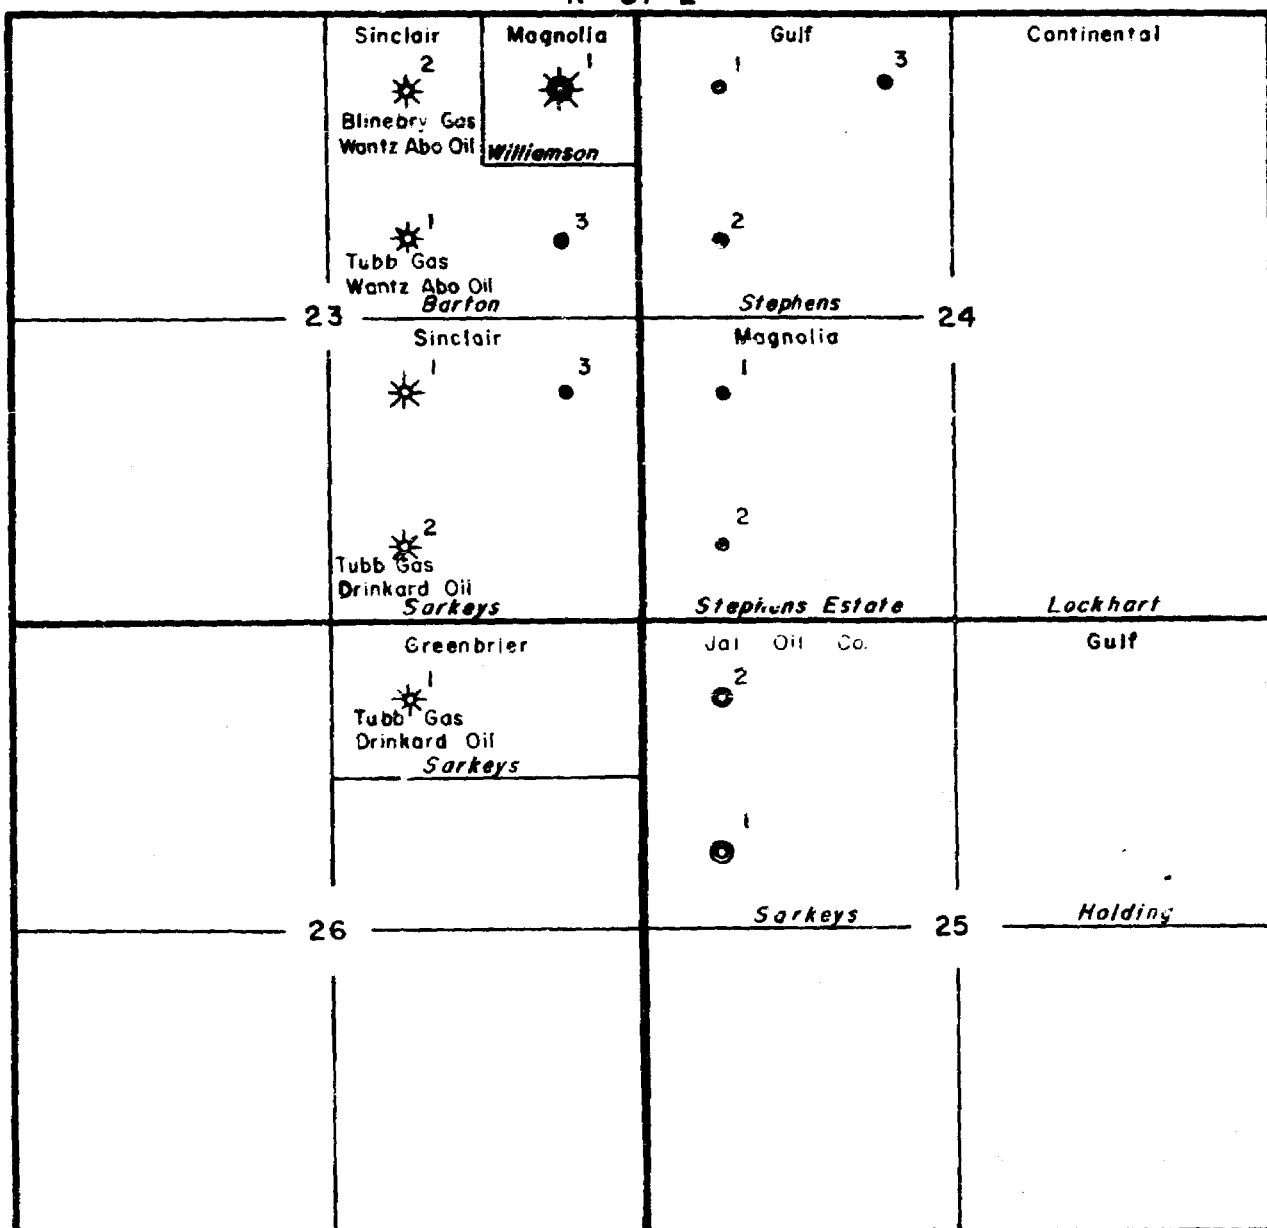 Sinclair
2
Blinebry Gas
Wantz Abo Oil
Magnolia
1
Williamson
1
Tubb Gas
Wantz Abo Oil
3
Barton
Gulf
1
3
2
Stephens
Continental
23
24
Sinclair
1
3
2
Tubb Gas
Drinkard Oil
Sarkeys
Magnolia
1
2
Stephens Estate
Lockhart
Greenbrier
1
Tubb Gas
Drinkard Oil
Sarkeys
Jal Oil Co.
2
1
Sarkeys
Gulf
Holding
26
25